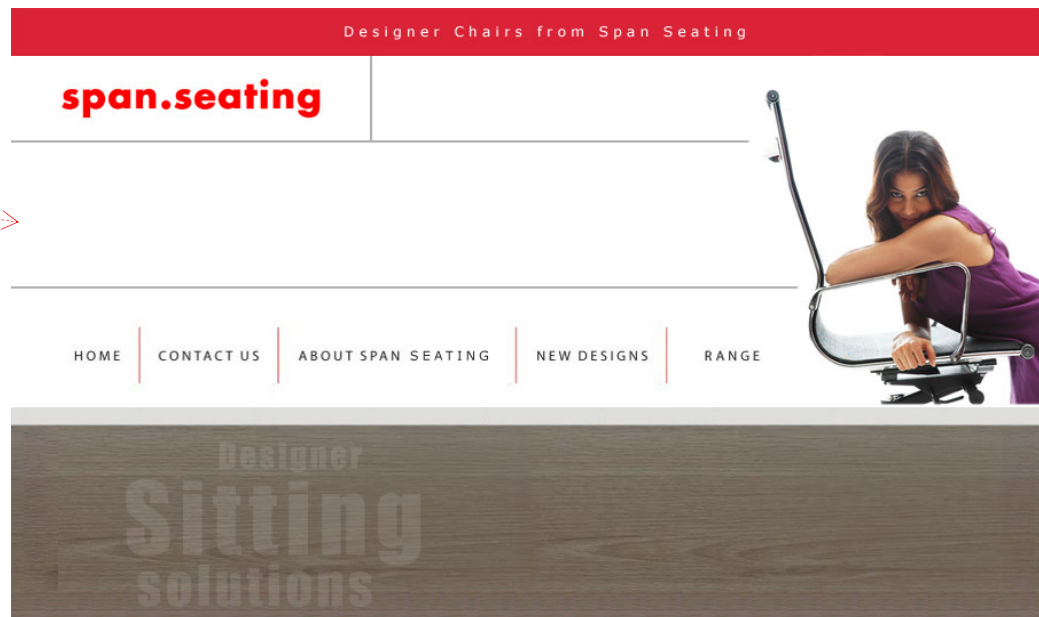 Designer Chairs from Span Seating
span.seating
HOME CONTACT US ABOUT SPAN SEATING NEW DESIGNS RANGE
Designer
Sitting
solutions